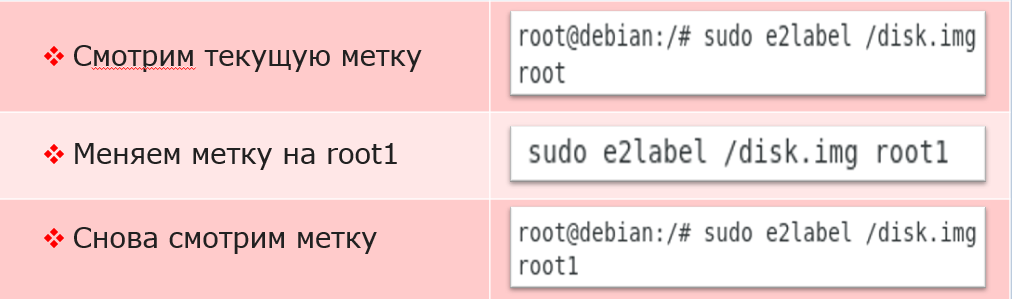 ❖ Смотрим текущую метку
root@debian:/# sudo e2label /disk.img
root
❖ Меняем метку на root1
sudo e2label /disk.img root1
❖ Снова смотрим метку
root@debian:/# sudo e2label /disk.img
root1